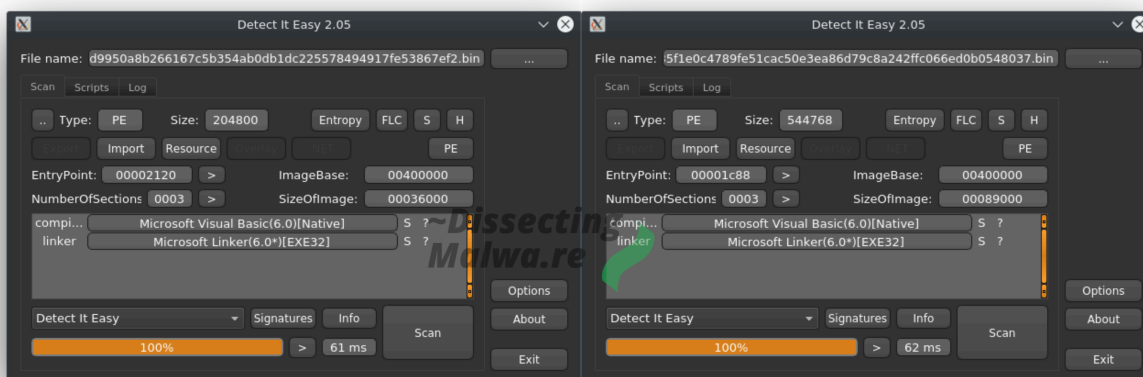 Detect It Easy 2.05
File name: d9950a8b266167c5b354ab0db1dc225578494917fe53867ef2.bin ...
Scan Scripts Log
.. Type: PE Size: 204800 Entropy FLC S H
Export Import Resource Overlay .NET PE
EntryPoint: 00002120 > ImageBase: 00400000
NumberOfSections 0003 > SizeOfImage: 00036000
compi... Microsoft Visual Basic(6.0)[Native] S ?
linker Microsoft Linker(6.0*)[EXE32] S ?
Options
Detect It Easy Signatures Info Scan About
100% > 61 ms
Exit
Detect It Easy 2.05
File name: 5f1e0c4789fe51cac50e3ea86d79c8a242ffc066ed0b0548037.bin ...
Scan Scripts Log
.. Type: PE Size: 544768 Entropy FLC S H
Export Import Resource Overlay .NET PE
EntryPoint: 00001c88 > ImageBase: 00400000
NumberOfSections 0003 > SizeOfImage: 00089000
compi... Microsoft Visual Basic(6.0)[Native] S ?
linker Microsoft Linker(6.0*)[EXE32] S ?
Options
Detect It Easy Signatures Info Scan About
100% > 62 ms
Exit
~Dissecting
Malwa.re